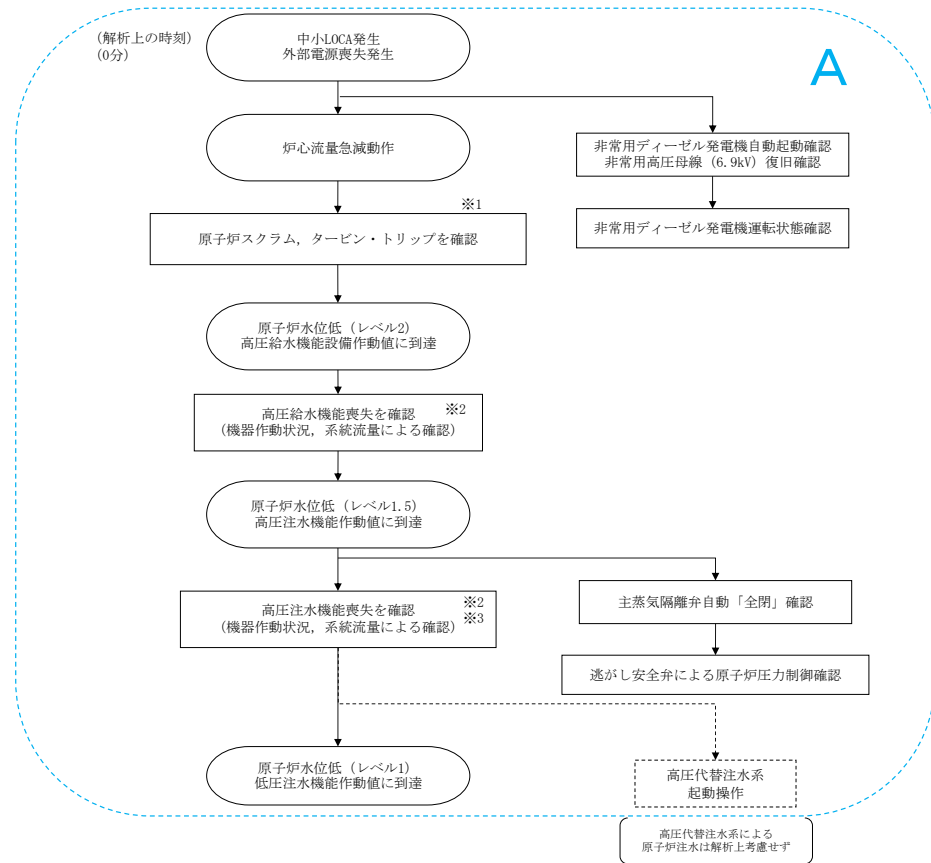 (解析上の時刻)
(0分)
中小LOCA発生
外部電源喪失発生
A
炉心流量急減動作
非常用ディーゼル発電機自動起動確認
非常用高圧母線(6.9kV)復旧確認
※1
原子炉スクラム,タービン・トリップを確認
非常用ディーゼル発電機運転状態確認
原子炉水位低(レベル2)
高圧給水機能設備作動値に到達
高圧給水機能喪失を確認 ※2
(機器作動状況,系統流量による確認)
原子炉水位低(レベル1.5)
高圧注水機能作動値に到達
高圧注水機能喪失を確認 ※2
(機器作動状況,系統流量による確認) ※3
主蒸気隔離弁自動「全閉」確認
逃がし安全弁による原子炉圧力制御確認
原子炉水位低(レベル1)
低圧注水機能作動値に到達
高圧代替注水系
起動操作
高圧代替注水系による
原子炉注水は解析上考慮せず